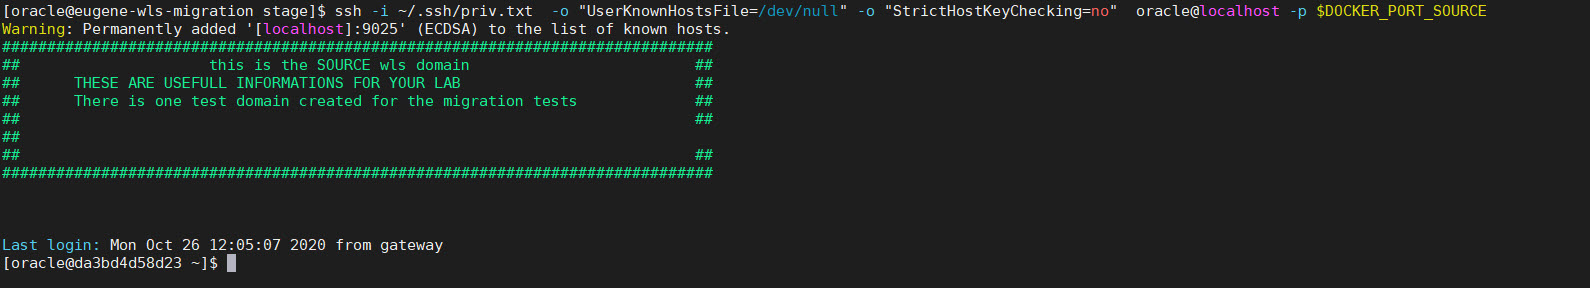 [oracle@eugene-wls-migration stage]$ ssh -i ~/.ssh/priv.txt  -o "UserKnownHostsFile=/dev/null" -o "StrictHostKeyChecking=no"  oracle@localhost -p $DOCKER_PORT_SOURCE
Warning: Permanently added '[localhost]:9025' (ECDSA) to the list of known hosts.
###############################################################################
##                     this is the SOURCE wls domain                         ##
##      THESE ARE USEFULL INFORMATIONS FOR YOUR LAB                          ##
##      There is one test domain created for the migration tests             ##
##                                                                           ##
##
##                                                                           ##
###############################################################################
Last login: Mon Oct 26 12:05:07 2020 from gateway
[oracle@da3bd4d58d23 ~]$